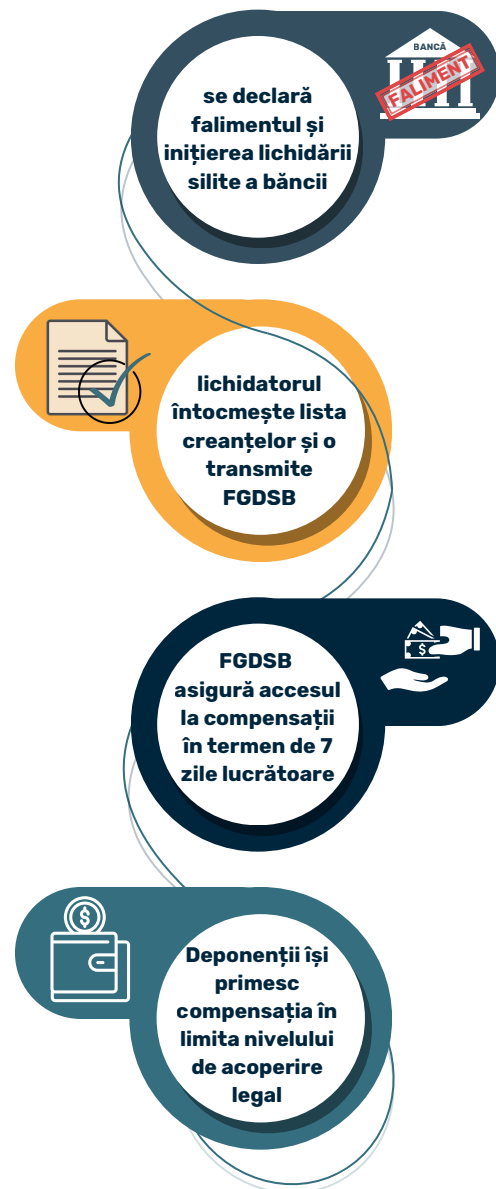 BANCĂ
FALIMENT
se declară
falimentul și
inițierea lichidării
silite a băncii
lichidatorul
întocmește lista
creanțelor și o
transmite
FGDSB
FGDSB
asigură accesul
la compensații
în termen de 7
zile lucrătoare
Deponenții își
primesc
compensația în
limita nivelului
de acoperire
legal